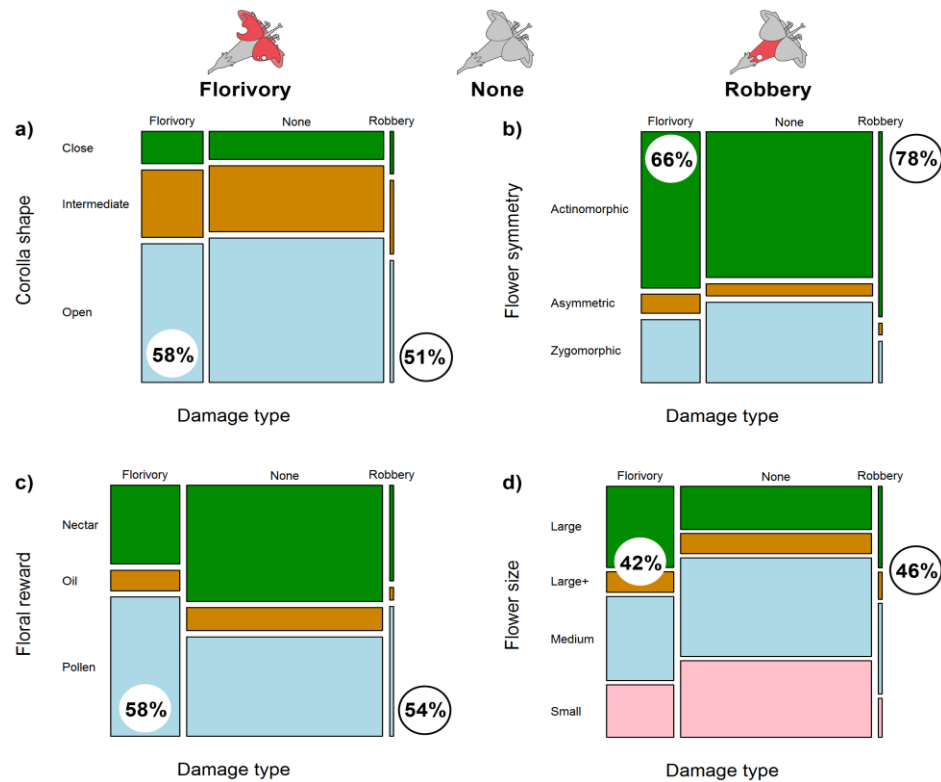 Florivory
None
Robbery
a)
Florivory
None
Robbery
Close
Intermediate
Open
58%
51%
Corolla shape
Damage type
b)
Florivory
None
Robbery
66%
78%
Actinomorphic
Asymmetric
Zygomorphic
Flower symmetry
Damage type
c)
Florivory
None
Robbery
Nectar
Oil
Pollen
58%
54%
Floral reward
Damage type
d)
Florivory
None
Robbery
Large
42%
46%
Large+
Medium
Small
Flower size
Damage type